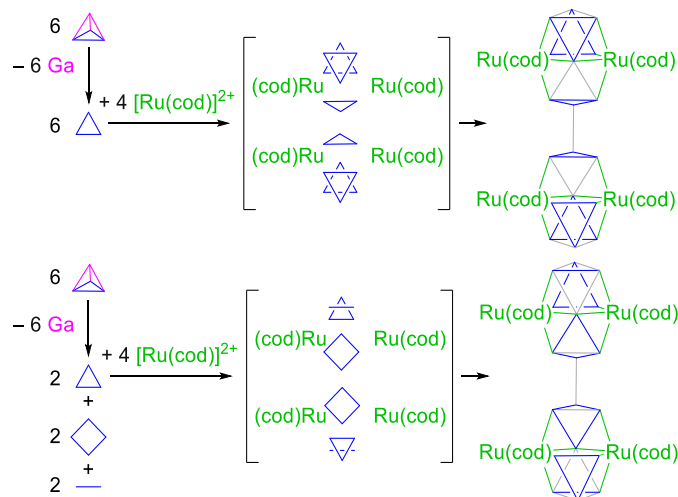 6
– 6 Ga
6
+ 4 [Ru(cod)]²⁺
(cod)Ru Ru(cod)
(cod)Ru Ru(cod)
Ru(cod) Ru(cod)
Ru(cod) Ru(cod)
6
– 6 Ga
2
+
2
+
2
+ 4 [Ru(cod)]²⁺
(cod)Ru Ru(cod)
(cod)Ru Ru(cod)
Ru(cod) Ru(cod)
Ru(cod) Ru(cod)